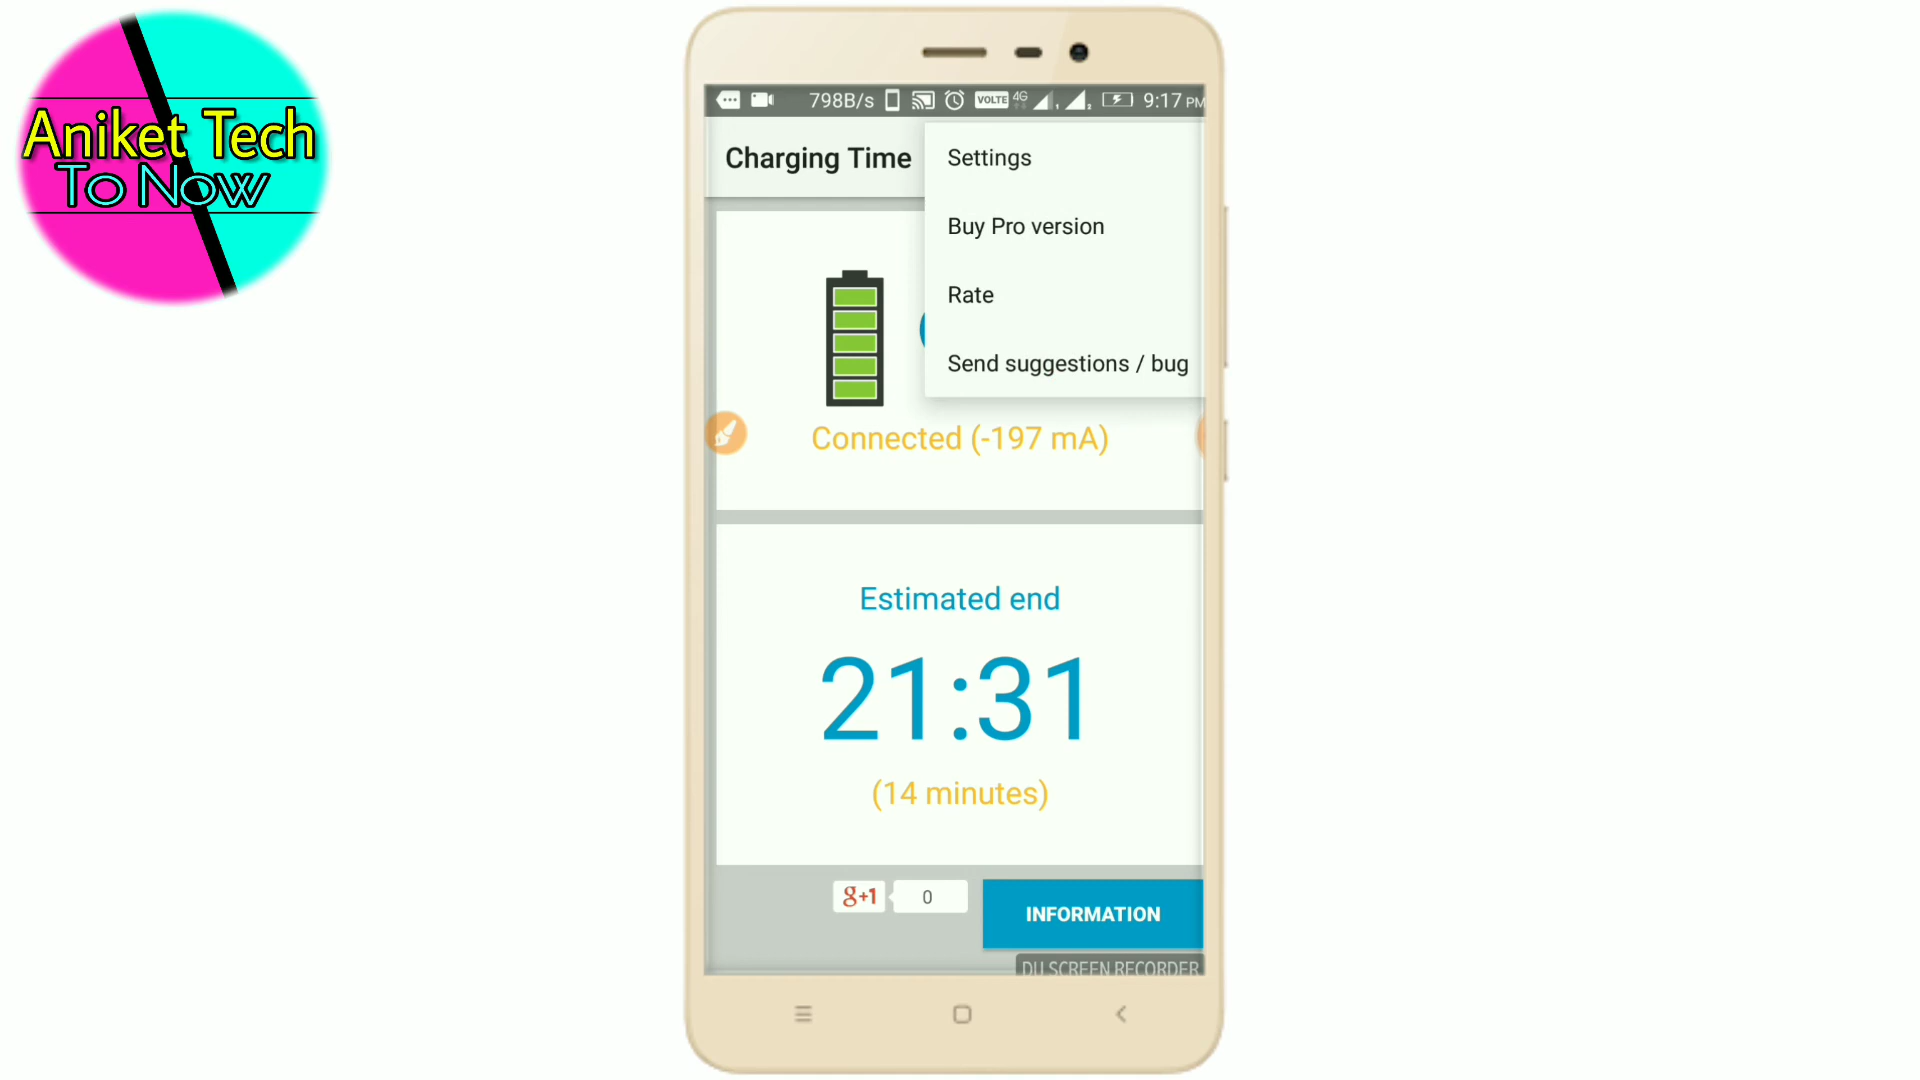 Aniket Tech
To Now
798B/s VOLTE 4G 9:17 PM
Charging Time
Settings
Buy Pro version
Rate
Send suggestions / bug
Connected (-197 mA)
Estimated end
21:31
(14 minutes)
g+1 0
INFORMATION
DU SCREEN RECORDER